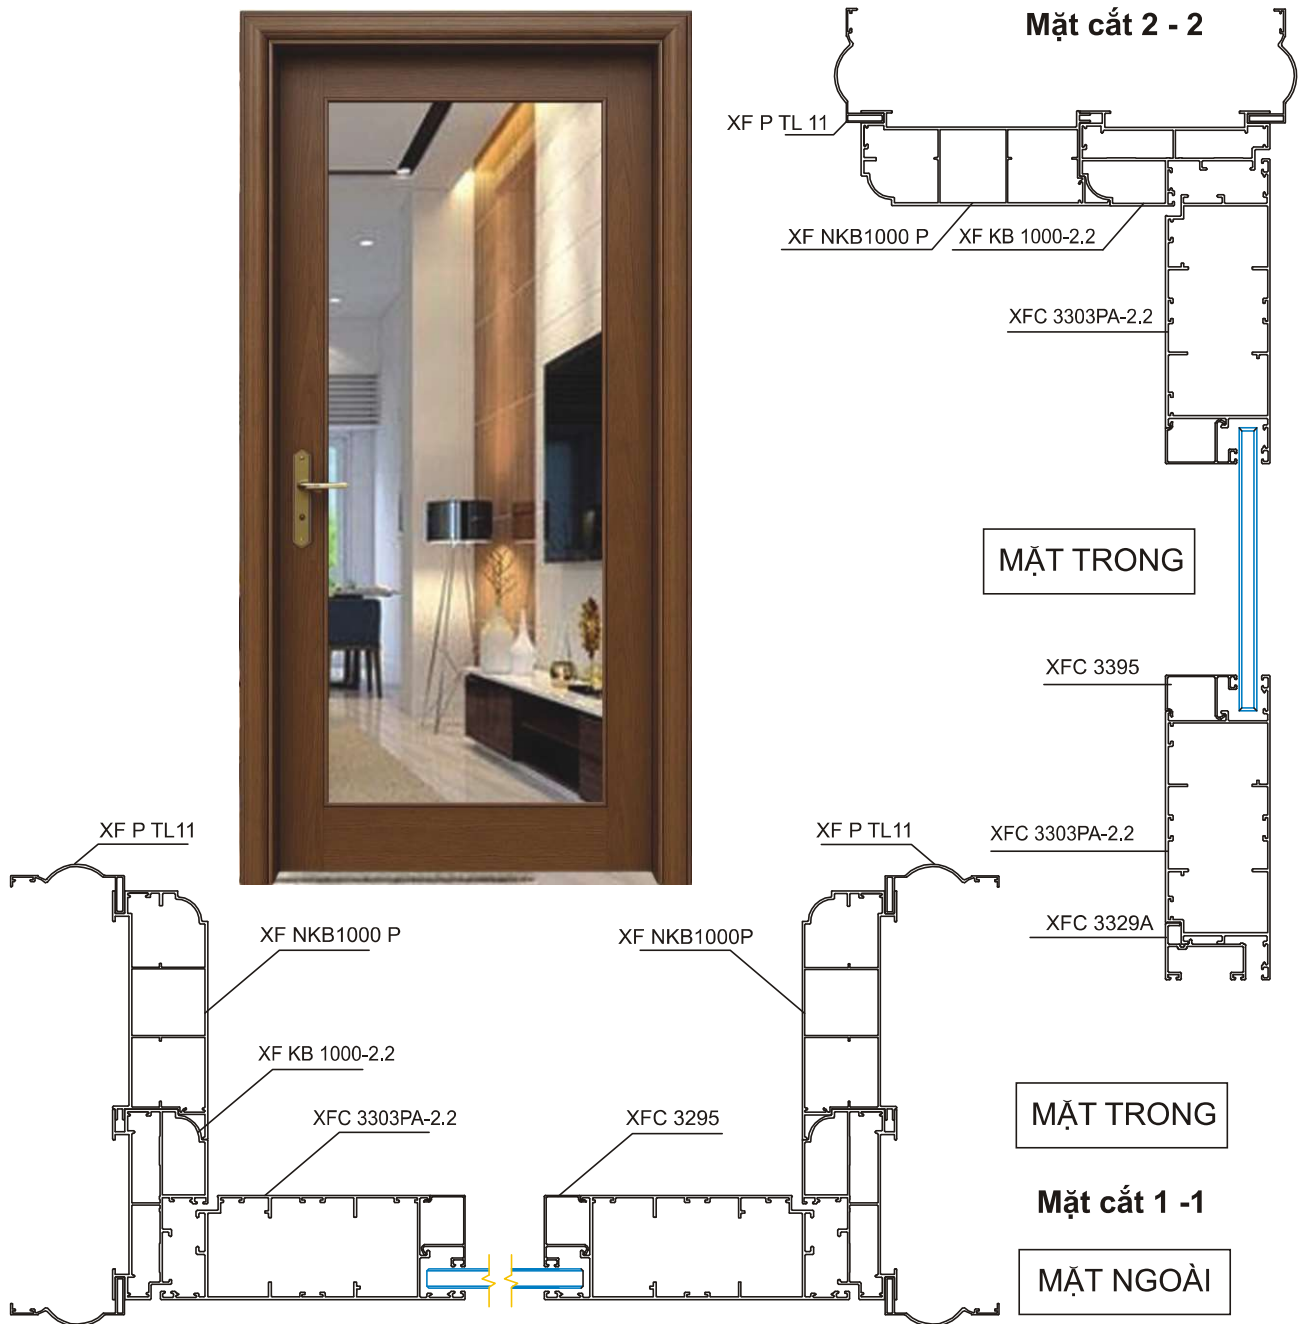 Mặt cắt 2 - 2
XF P TL 11
XF NKB1000 P
XF KB 1000-2.2
XFC 3303PA-2.2
MẶT TRONG
XFC 3395
XFC 3303PA-2.2
XFC 3329A
XF P TL11
XF P TL11
XF NKB1000 P
XF NKB1000P
XF KB 1000-2.2
XFC 3303PA-2.2
XFC 3295
MẶT TRONG
Mặt cắt 1 -1
MẶT NGOÀI